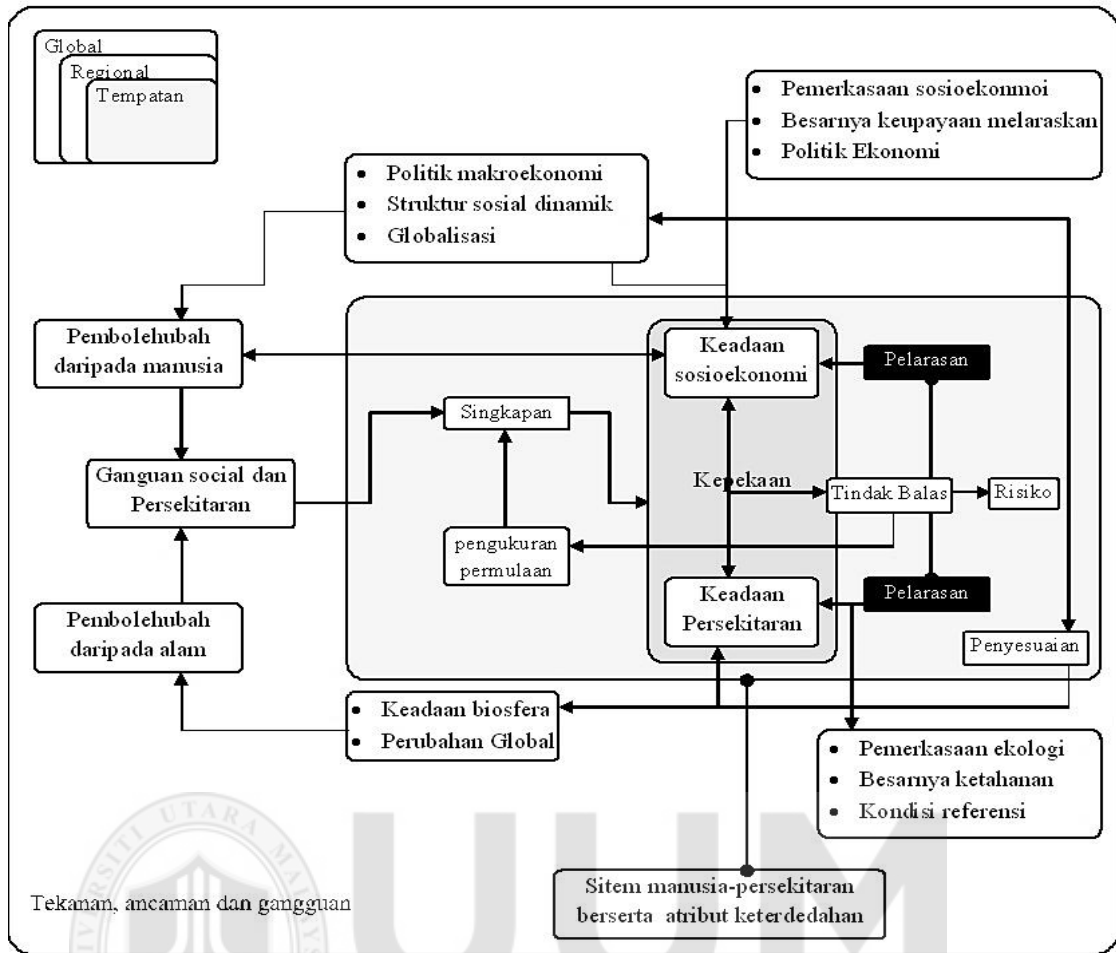 Global
Regional
Tempatan
• Pemerkasaan sosioekonmoi
• Besarnya keupayaan melaraskan
• Politik Ekonomi
• Politik makroekonomi
• Struktur sosial dinamik
• Globalisasi
Pembolehubah
daripada manusia
Keadaan
sosioekonomi
Pelarasan
Singkapan
Ganguan social dan
Persekitaran
Kepekaan
Tindak Balas
Risiko
pengukuran
permulaan
Pembolehubah
daripada alam
Keadaan
Persekitaran
Pelarasan
Penyesuaian
• Keadaan biosfera
• Perubahan Global
• Pemerkasaan ekologi
• Besarnya ketahanan
• Kondisi referensi
Sitem manusia-persekitaran
berserta atribut keterdedahan
Tekanan, ancaman dan gangguan
UUM
UTARA